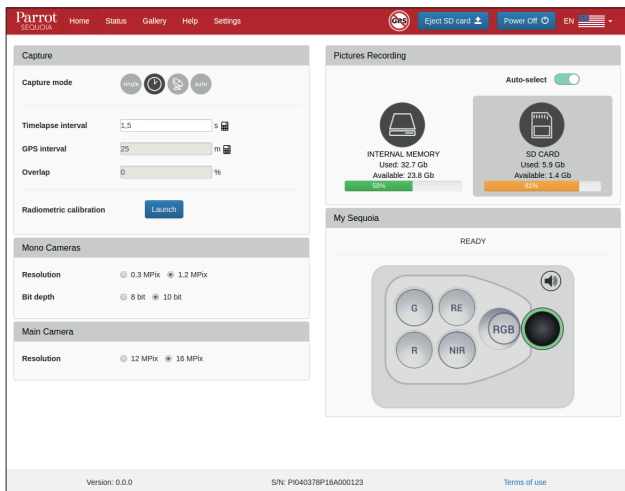 Parrot
SEQUOIA
Home Status Gallery Help Settings
GPS
Eject SD card
Power Off
EN
Capture
Capture mode
single
auto
Timelapse interval 1,5 s
GPS interval 25 m
Overlap 0 %
Radiometric calibration Launch
Mono Cameras
Resolution 0.3 MPix 1.2 MPix
Bit depth 8 bit 10 bit
Main Camera
Resolution 12 MPix 16 MPix
Pictures Recording
Auto-select
INTERNAL MEMORY
Used: 32.7 Gb
Available: 23.8 Gb
58%
SD CARD
Used: 5.9 Gb
Available: 1.4 Gb
81%
My Sequoia
READY
G RE
RGB
R NIR
Version: 0.0.0 S/N: PI040378P16A000123 Terms of use